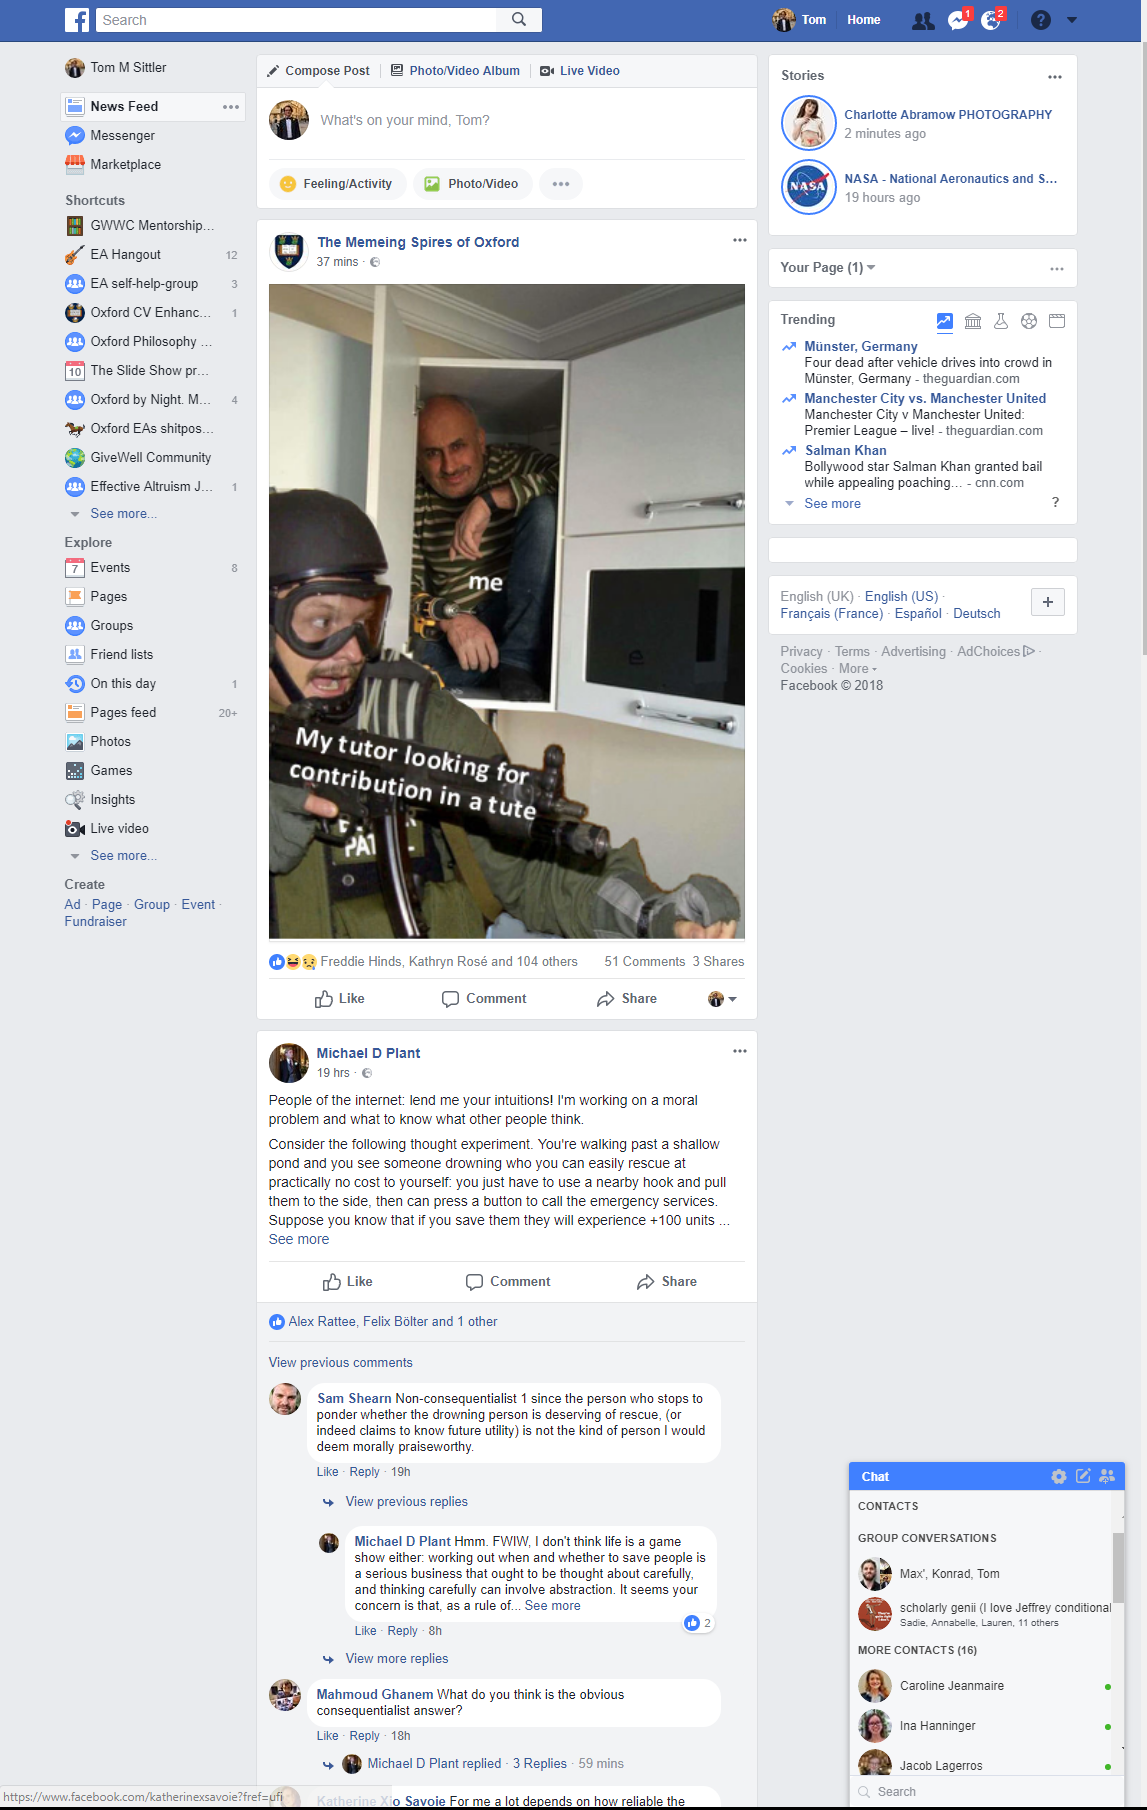 Search
Tom
Home
1
2
Tom M Sittler
News Feed
Messenger
Marketplace
Shortcuts
GWWC Mentorship...
EA Hangout 12
EA self-help-group 3
Oxford CV Enhanc... 1
Oxford Philosophy ...
10 The Slide Show pr...
Oxford by Night. M... 4
Oxford EAs shitpos...
GiveWell Community
Effective Altruism J... 1
See more...
Explore
7 Events 8
Pages
Groups
Friend lists
On this day 1
Pages feed 20+
Photos
Games
Insights
Live video
See more...
Create
Ad · Page · Group · Event ·
Fundraiser
Compose Post
Photo/Video Album
Live Video
What's on your mind, Tom?
Feeling/Activity
Photo/Video
The Memeing Spires of Oxford
37 mins ·
me
My tutor looking for
contribution in a tute
Freddie Hinds, Kathryn Rosé and 104 others
51 Comments 3 Shares
Like
Comment
Share
Michael D Plant
19 hrs ·
People of the internet: lend me your intuitions! I'm working on a moral
problem and what to know what other people think.
Consider the following thought experiment. You're walking past a shallow
pond and you see someone drowning who you can easily rescue at
practically no cost to yourself: you just have to use a nearby hook and pull
them to the side, then can press a button to call the emergency services.
Suppose you know that if you save them they will experience +100 units ...
See more
Like
Comment
Share
Alex Rattee, Felix Bölter and 1 other
View previous comments
Sam Shearn Non-consequentialist 1 since the person who stops to
ponder whether the drowning person is deserving of rescue, (or
indeed claims to know future utility) is not the kind of person I would
deem morally praiseworthy.
Like · Reply · 19h
View previous replies
Michael D Plant Hmm. FWIW, I don't think life is a game
show either: working out when and whether to save people is
a serious business that ought to be thought about carefully,
and thinking carefully can involve abstraction. It seems your
concern is that, as a rule of... See more
2
Like · Reply · 8h
View more replies
Mahmoud Ghanem What do you think is the obvious
consequentialist answer?
Like · Reply · 18h
Michael D Plant replied · 3 Replies · 59 mins
Katherine Xio Savoie For me a lot depends on how reliable the
https://www.facebook.com/katherinexsavoie?fref=ufi
Stories
Charlotte Abramow PHOTOGRAPHY
2 minutes ago
NASA
NASA - National Aeronautics and S...
19 hours ago
Your Page (1)
Trending
Münster, Germany
Four dead after vehicle drives into crowd in
Münster, Germany - theguardian.com
Manchester City vs. Manchester United
Manchester City v Manchester United:
Premier League – live! - theguardian.com
Salman Khan
Bollywood star Salman Khan granted bail
while appealing poaching... - cnn.com
See more
?
English (UK) · English (US) ·
Français (France) · Español · Deutsch
+
Privacy · Terms · Advertising · AdChoices ·
Cookies · More
Facebook © 2018
Chat
CONTACTS
GROUP CONVERSATIONS
Max', Konrad, Tom
scholarly genii (I love Jeffrey conditional
Sadie, Annabelle, Lauren, 11 others
MORE CONTACTS (16)
Caroline Jeanmaire
Ina Hanninger
Jacob Lagerros
Search